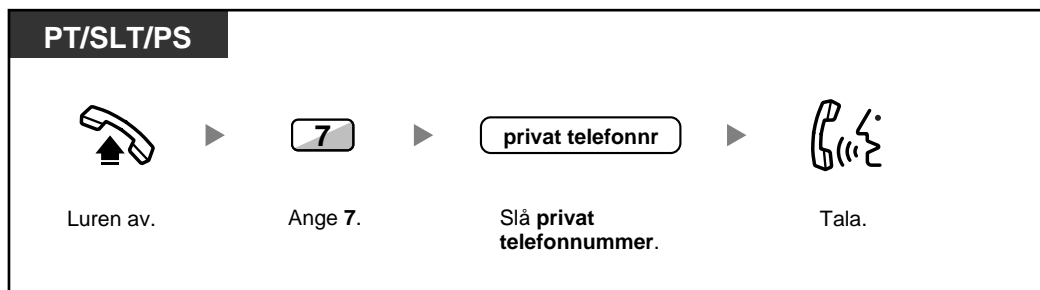 PT/SLT/PS
7
privat telefonnr
Luren av.
Ange 7.
Slå privat
telefonnummer.
Tala.